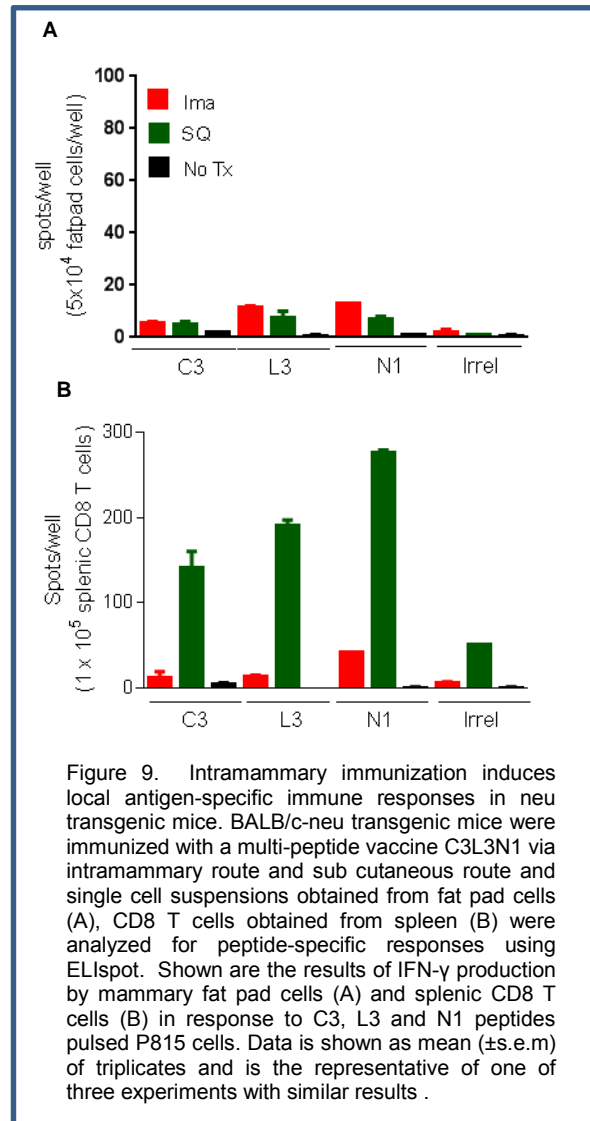 A
100
80
60
40
20
0
spots/well
(5x10⁴ fatpad cells/well)
Ima
SQ
No Tx
C3 L3 N1 Irrel
B
300
200
100
0
Spots/well
(1 x 10⁵ splenic CD8 T cells)
C3 L3 N1 Irrel
Figure 9. Intramammary immunization induces
local antigen-specific immune responses in neu
transgenic mice. BALB/c-neu transgenic mice were
immunized with a multi-peptide vaccine C3L3N1 via
intramammary route and sub cutaneous route and
single cell suspensions obtained from fat pad cells
(A), CD8 T cells obtained from spleen (B) were
analyzed for peptide-specific responses using
ELIspot. Shown are the results of IFN-γ production
by mammary fat pad cells (A) and splenic CD8 T
cells (B) in response to C3, L3 and N1 peptides
pulsed P815 cells. Data is shown as mean (±s.e.m)
of triplicates and is the representative of one of
three experiments with similar results .